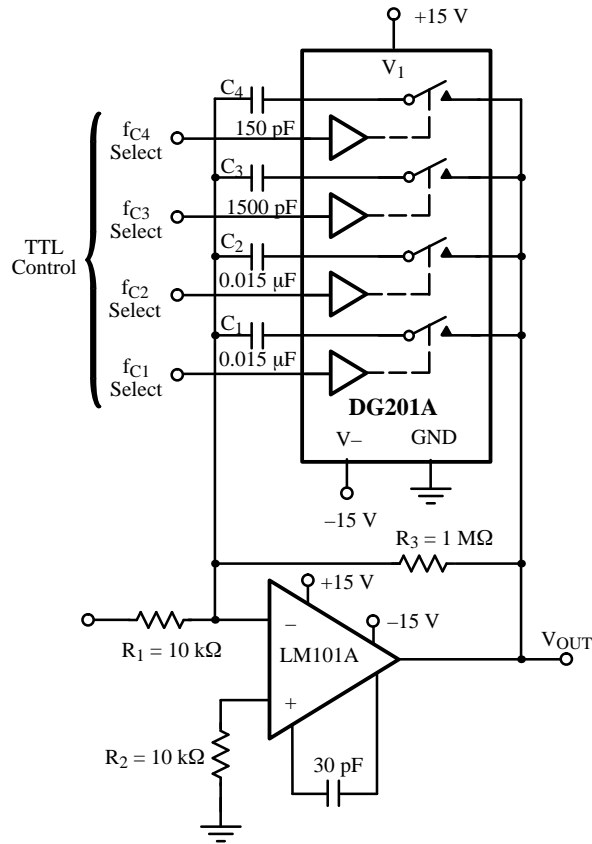 +15 V
V1
C4
fC4
Select
150 pF
C3
fC3
Select
1500 pF
TTL
Control
C2
fC2
Select
0.015 µF
C1
fC1
Select
0.015 µF
DG201A
V–
GND
–15 V
R3 = 1 MΩ
+15 V
–15 V
R1 = 10 kΩ
–
LM101A
VOUT
+
R2 = 10 kΩ
30 pF